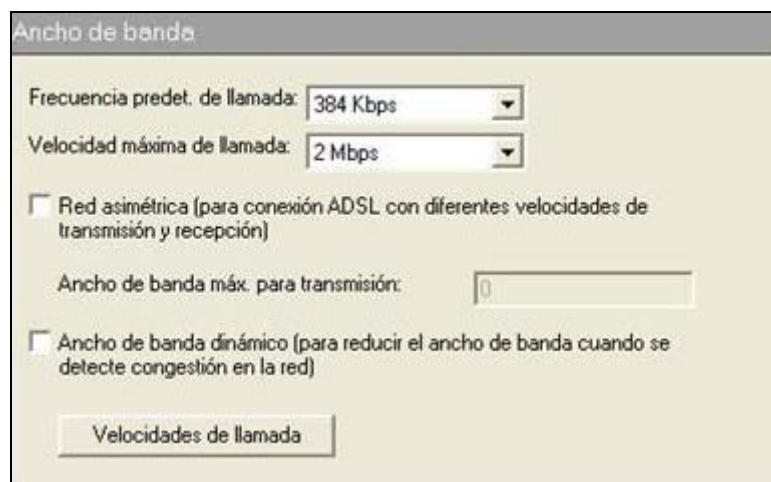 Ancho de banda
Frecuencia predet. de llamada: 384 Kbps
Velocidad máxima de llamada: 2 Mbps
Red asimétrica (para conexión ADSL con diferentes velocidades de
transmisión y recepción)
Ancho de banda máx. para transmisión: 0
Ancho de banda dinámico (para reducir el ancho de banda cuando se
detecte congestión en la red)
Velocidades de llamada